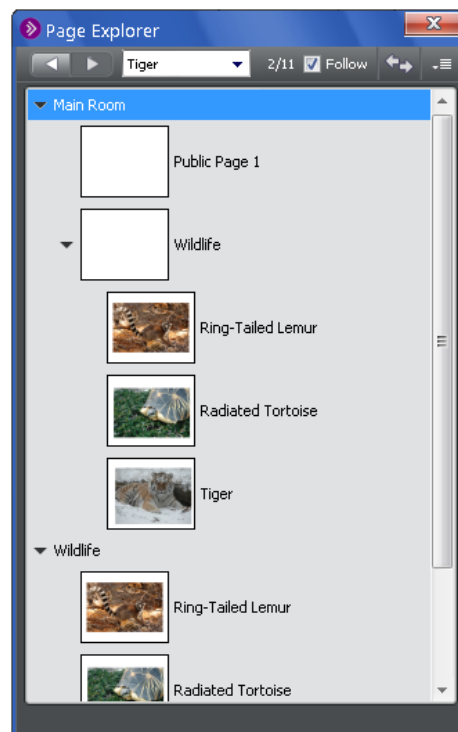 Page Explorer
Tiger 2/11 Follow
Main Room
Public Page 1
Wildlife
Ring-Tailed Lemur
Radiated Tortoise
Tiger
Wildlife
Ring-Tailed Lemur
Radiated Tortoise